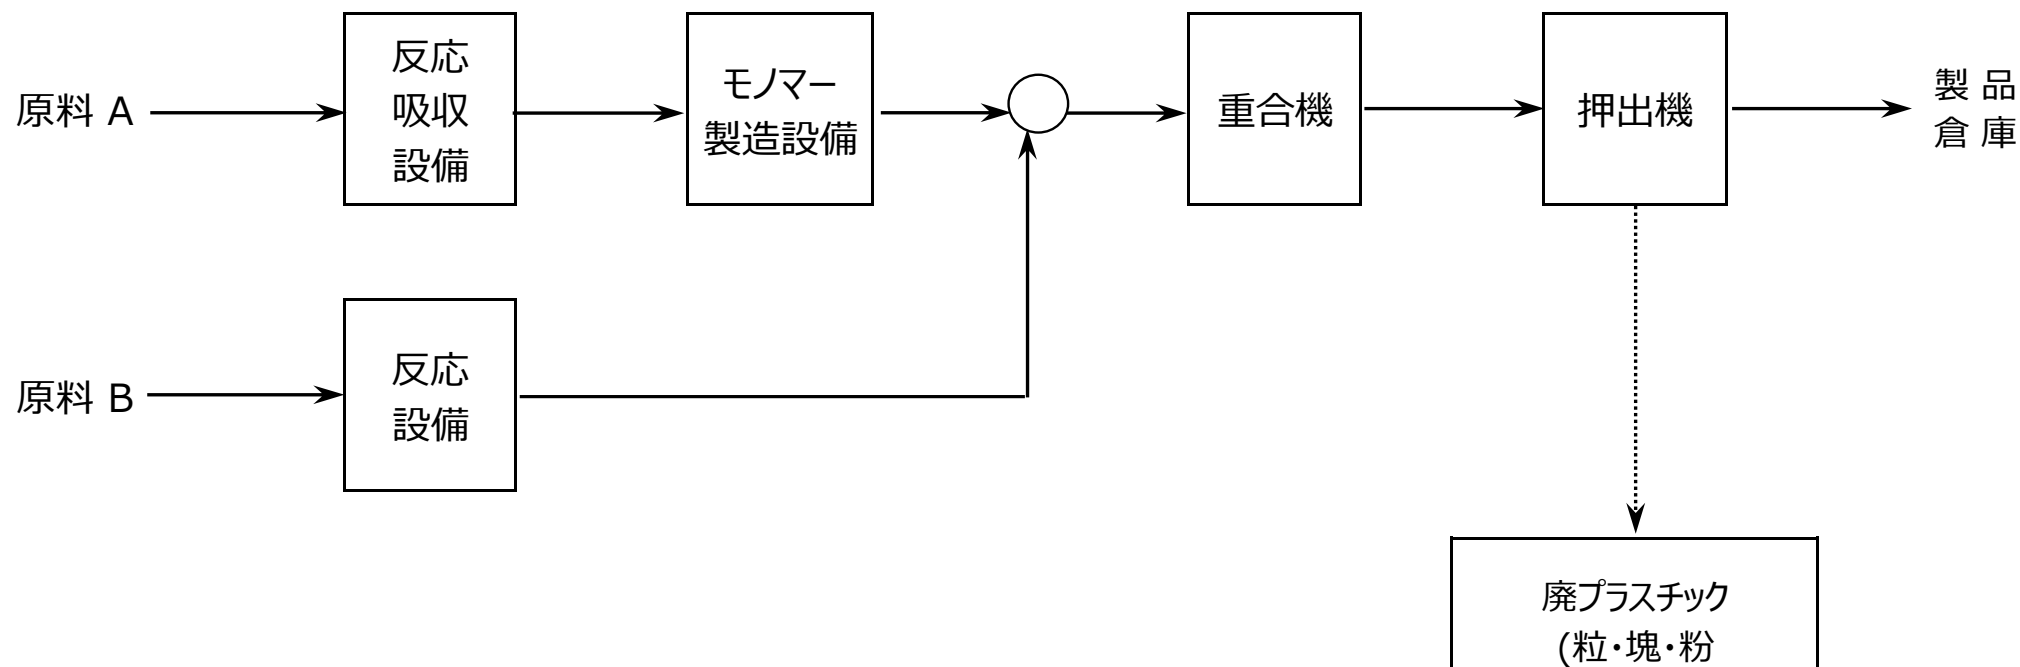 原料 A
反応
吸収
設備
モノマー
製造設備
重合機
押出機
製品
倉庫
原料 B
反応
設備
廃プラスチック
(粒・塊・粉